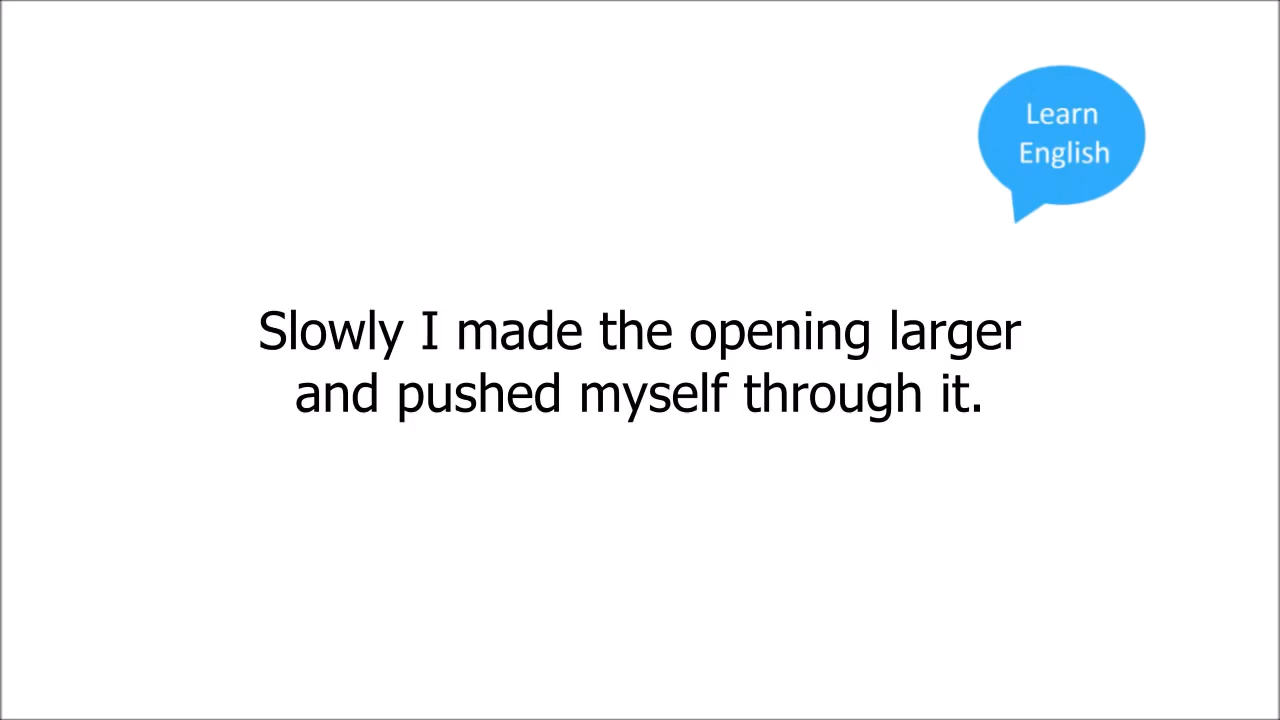 Learn
English
Slowly I made the opening larger
and pushed myself through it.